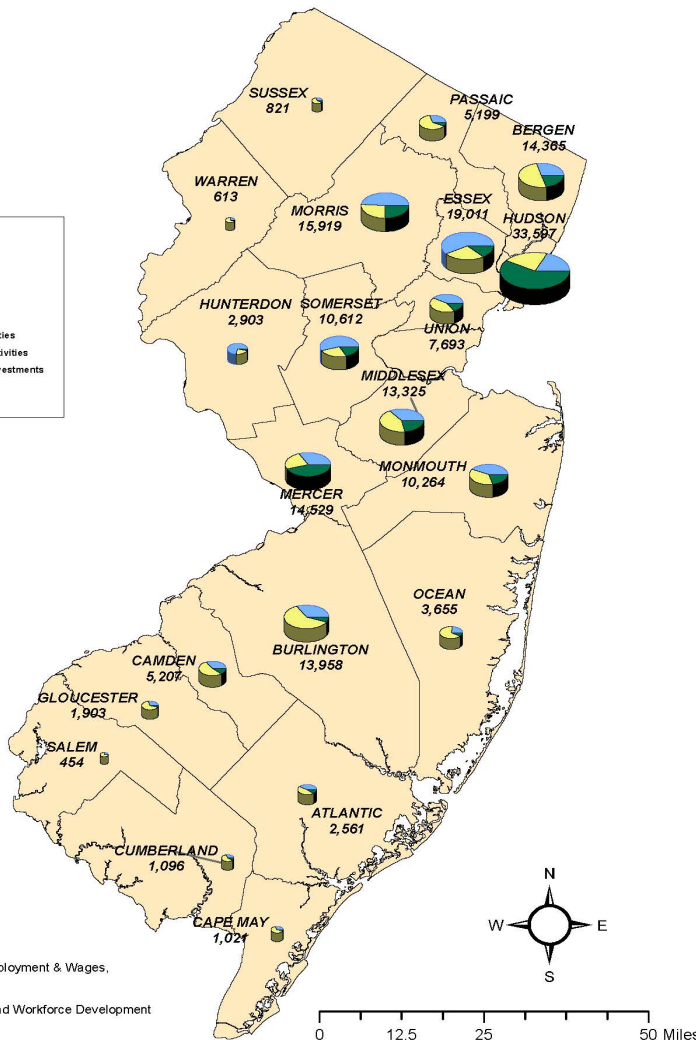 SUSSEX
821
PASSAIC
5,199
BERGEN
14,365
WARREN
613
MORRIS
15,919
ESSEX
19,011
HUDSON
33,597
HUNTERDON
2,903
SOMERSET
10,612
UNION
7,693
ties
tivities
vestments
MIDDLESEX
13,325
MERCER
14,529
MONMOUTH
10,264
OCEAN
3,655
BURLINGTON
13,958
CAMDEN
5,207
GLOUCESTER
1,903
SALEM
454
ATLANTIC
2,561
CUMBERLAND
1,096
CAPE MAY
1,021
N
W
E
S
ployment & Wages,
nd Workforce Development
0 12.5 25 50 Miles